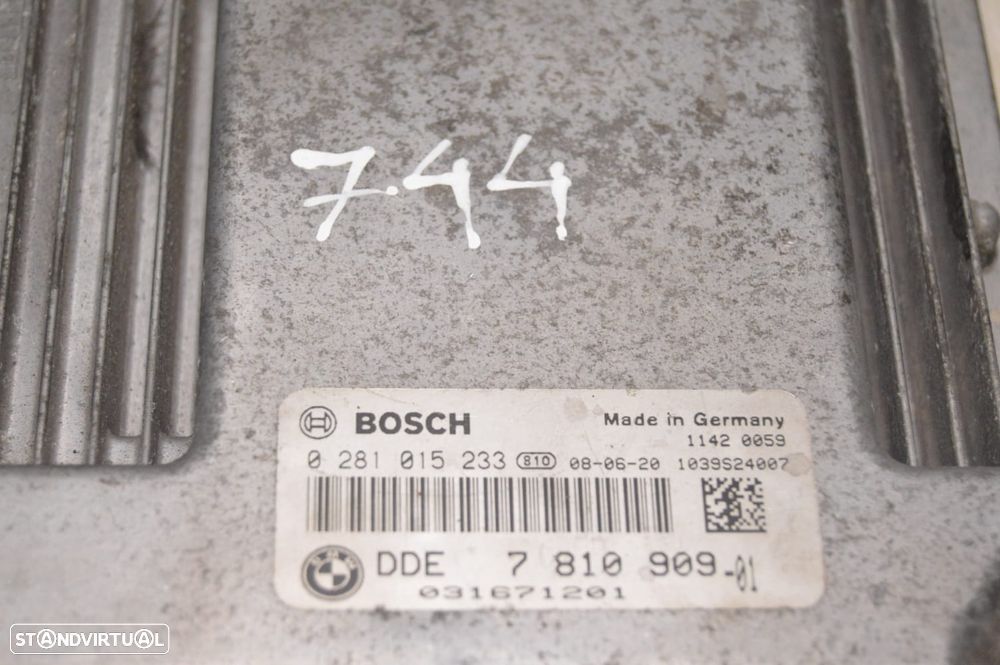 7.44
BOSCH Made in Germany
1142 0059
0 281 015 233 810 08-06-20 1039S24007
DDE 7 810 909-01
031671201
STANDVIRTUAL